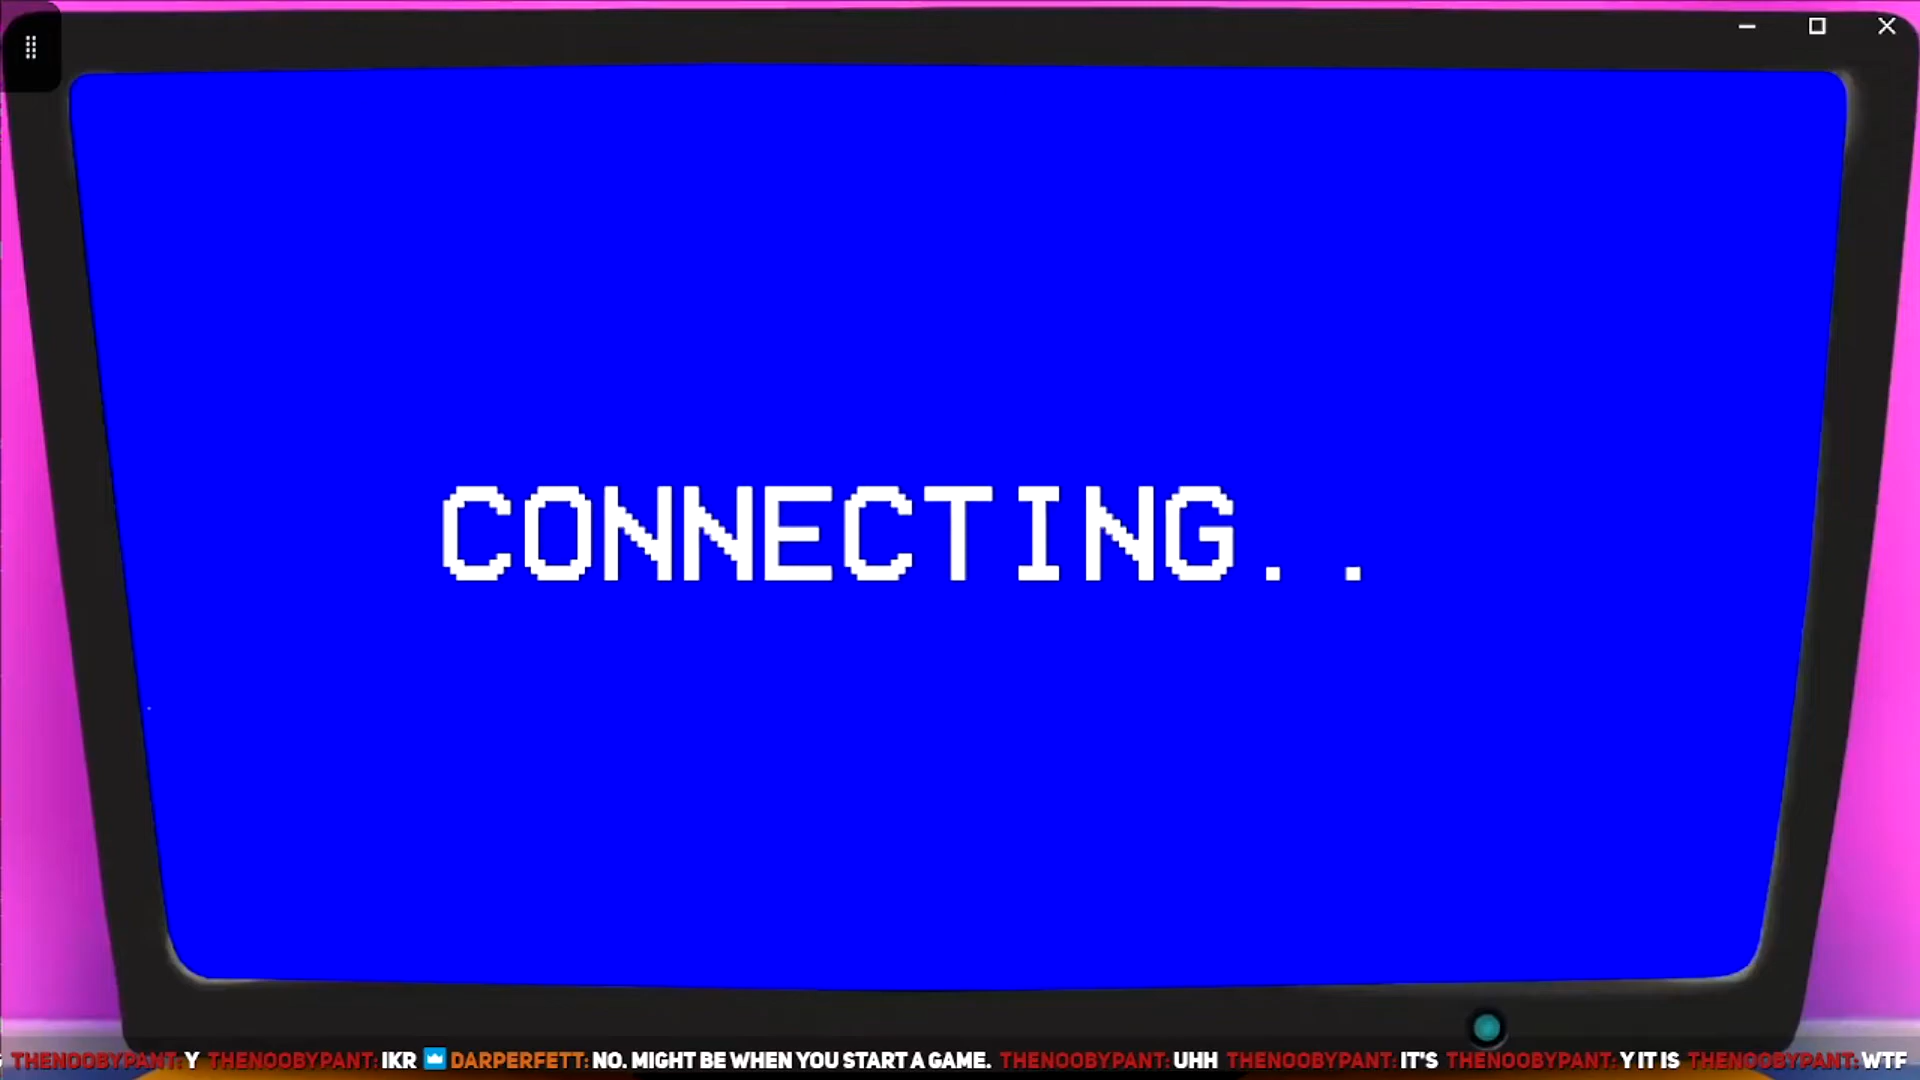 CONNECTING. .
THENOOBYPANT: Y THENOOBYPANT: IKR DARPERFETT: NO. MIGHT BE WHEN YOU START A GAME. THENOOBYPANT: UHH THENOOBYPANT: IT'S THENOOBYPANT: Y IT IS THENOOBYPANT: WTF